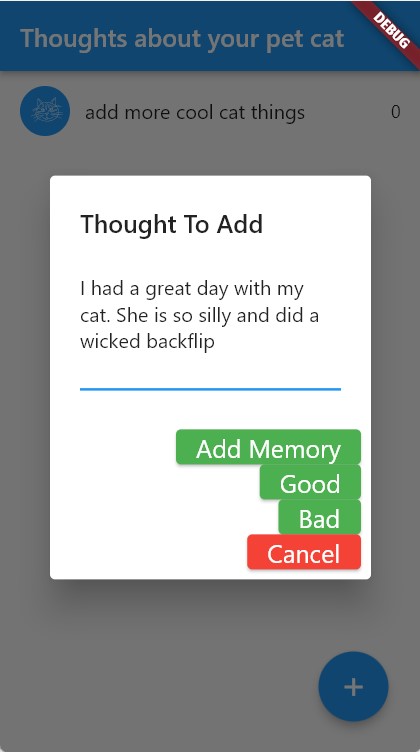 Thoughts about your pet cat
DEBUG
add more cool cat things 0
Thought To Add
I had a great day with my
cat. She is so silly and did a
wicked backflip
Add Memory
Good
Bad
Cancel
+